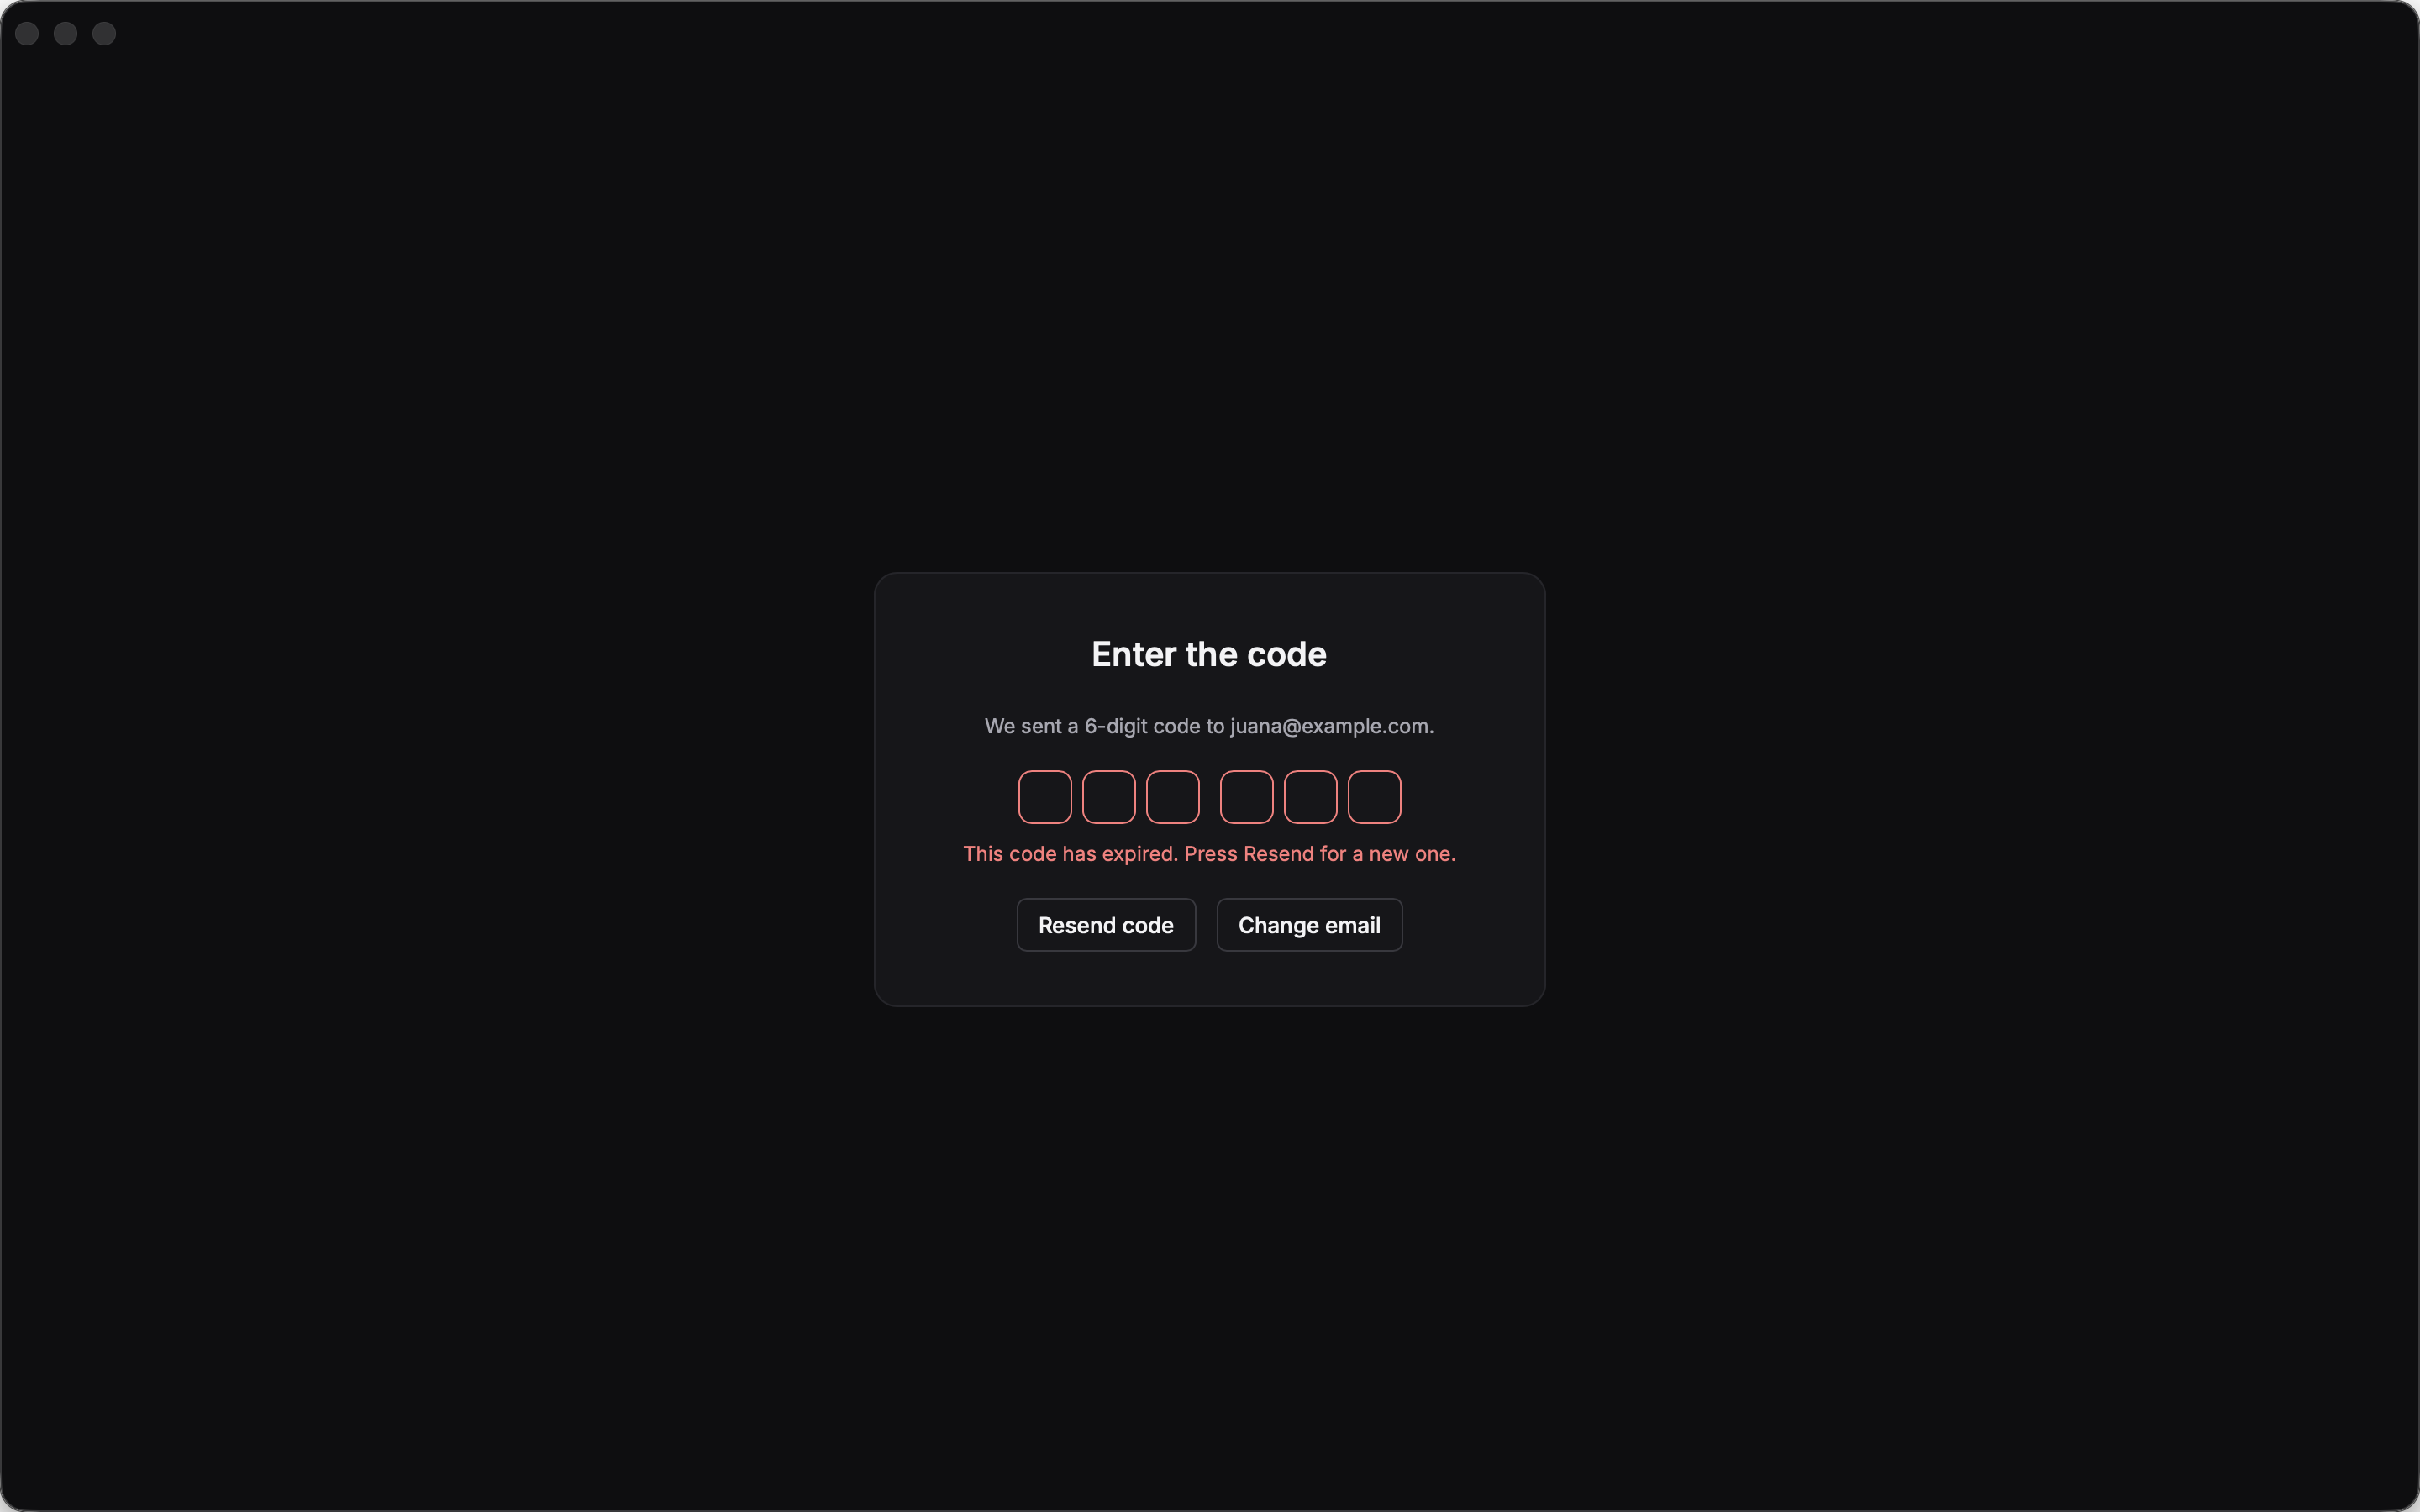 Enter the code
We sent a 6-digit code to juana@example.com.
This code has expired. Press Resend for a new one.
Resend code
Change email